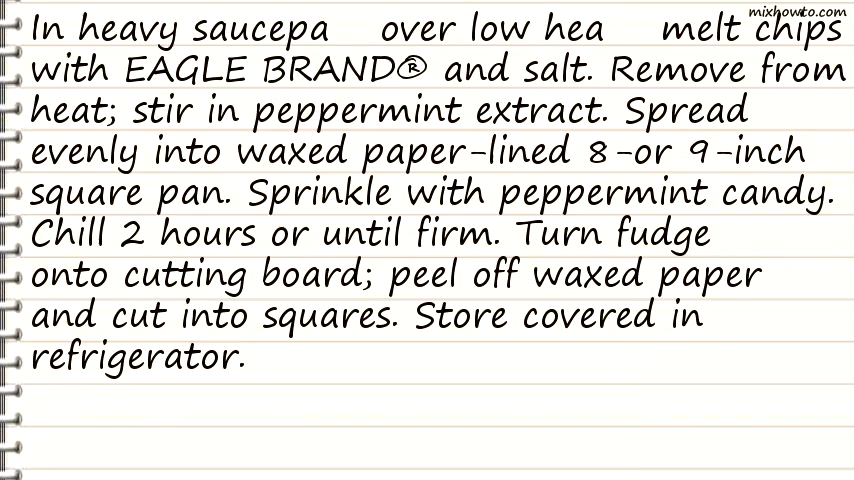 mixhowto.com
In heavy saucepa over low hea melt chips
with EAGLE BRAND® and salt. Remove from
heat; stir in peppermint extract. Spread
evenly into waxed paper-lined 8-or 9-inch
square pan. Sprinkle with peppermint candy.
Chill 2 hours or until firm. Turn fudge
onto cutting board; peel off waxed paper
and cut into squares. Store covered in
refrigerator.